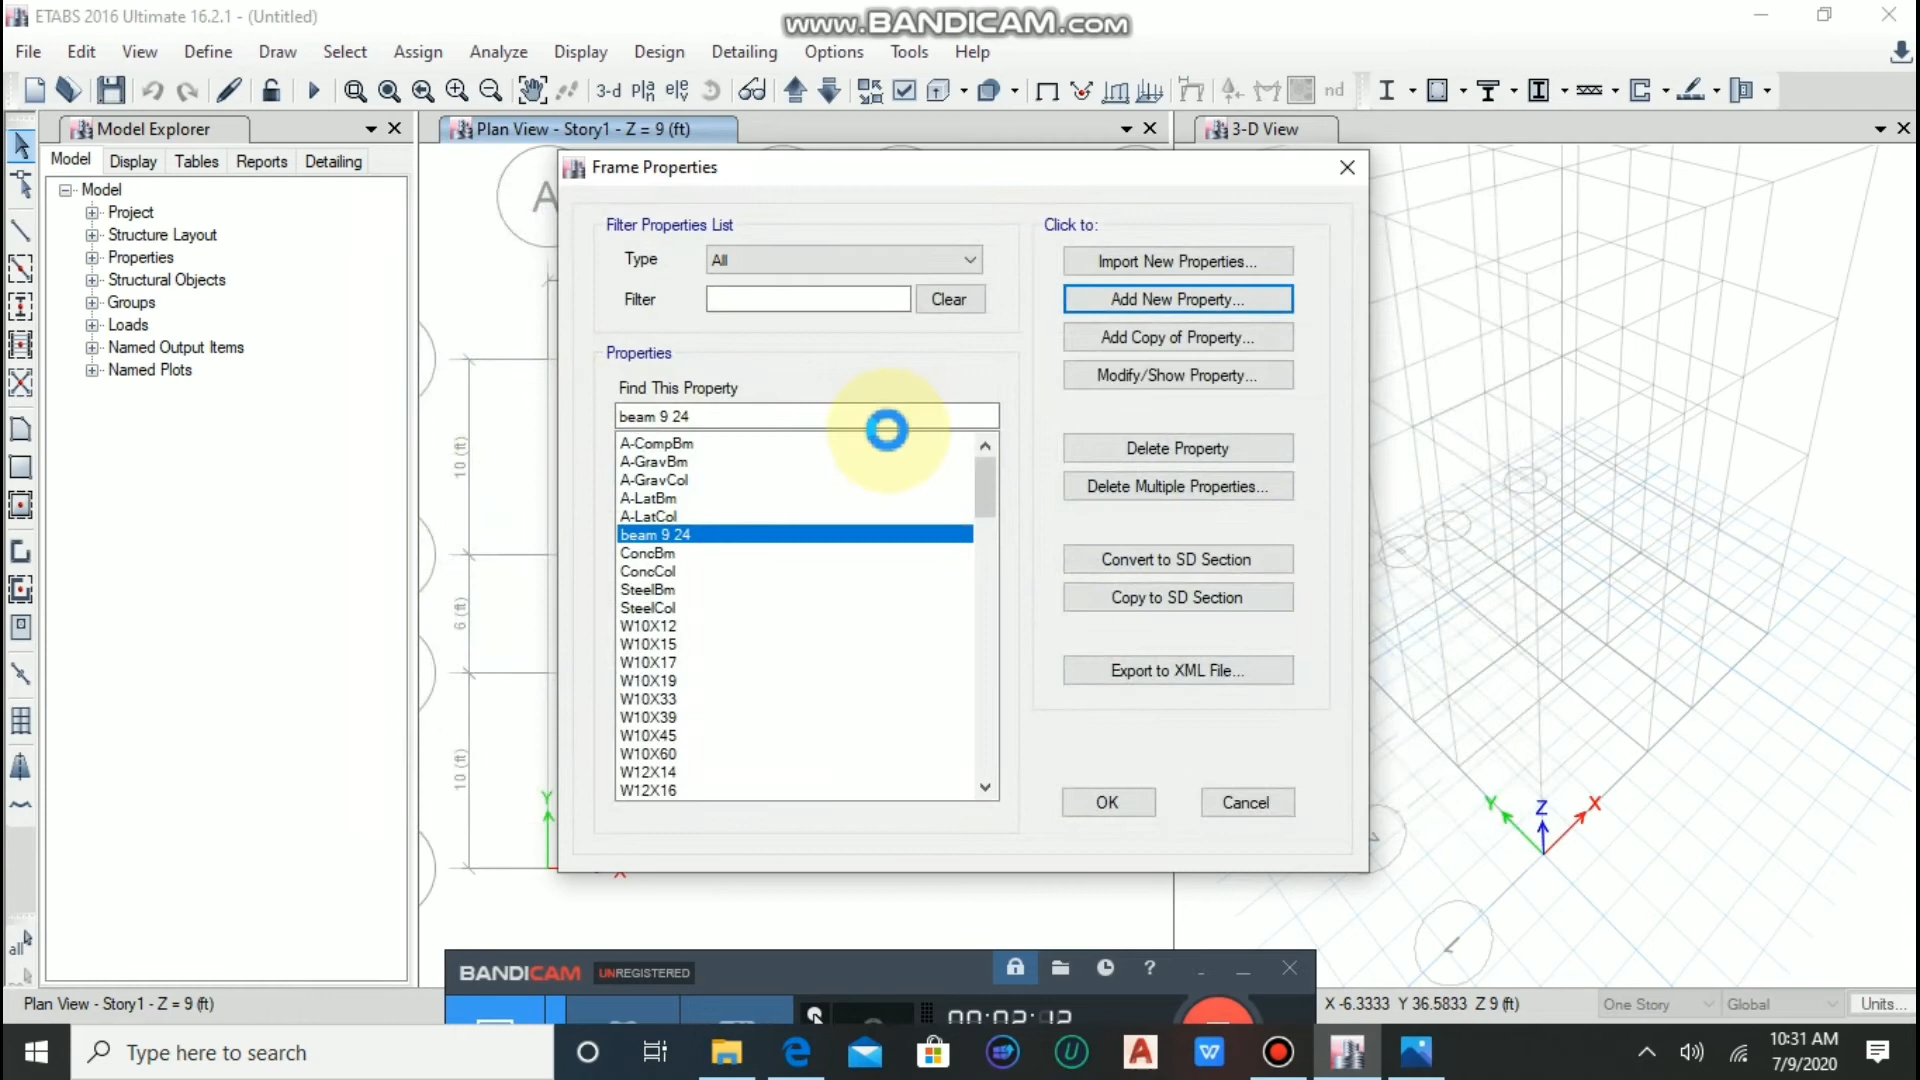 ETABS 2016 Ultimate 16.2.1 - (Untitled)
www.BANDICAM.com
File Edit View Define Draw Select Assign Analyze Display Design Detailing Options Tools Help
3-d
nd
Model Explorer
Plan View - Story1 - Z = 9 (ft)
3-D View
Model Display Tables Reports Detailing
Model
Project
Structure Layout
Properties
Structural Objects
Groups
Loads
Named Output Items
Named Plots
A
10 (ft)
6 (ft)
10 (ft)
Y
X
Frame Properties
Filter Properties List
Type All
Filter Clear
Properties
Find This Property
beam 9 24
A-CompBm
A-GravBm
A-GravCol
A-LatBm
A-LatCol
beam 9 24
ConcBm
ConcCol
SteelBm
SteelCol
W10X12
W10X15
W10X17
W10X19
W10X33
W10X39
W10X45
W10X60
W12X14
W12X16
Click to:
Import New Properties...
Add New Property...
Add Copy of Property...
Modify/Show Property...
Delete Property
Delete Multiple Properties...
Convert to SD Section
Copy to SD Section
Export to XML File...
OK Cancel
Y Z X
all
BANDICAM UNREGISTERED
?
00:02:12
Plan View - Story1 - Z = 9 (ft)
X -6.3333 Y 36.5833 Z 9 (ft)
One Story Global Units...
Type here to search
10:31 AM
7/9/2020